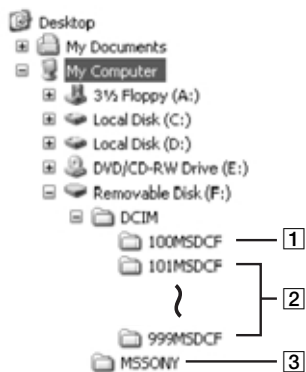 Desktop
My Documents
My Computer
3½ Floppy (A:)
Local Disk (C:)
Local Disk (D:)
DVD/CD-RW Drive (E:)
Removable Disk (F:)
DCIM
100MSDCF 1
101MSDCF
2
999MSDCF
MSSONY 3